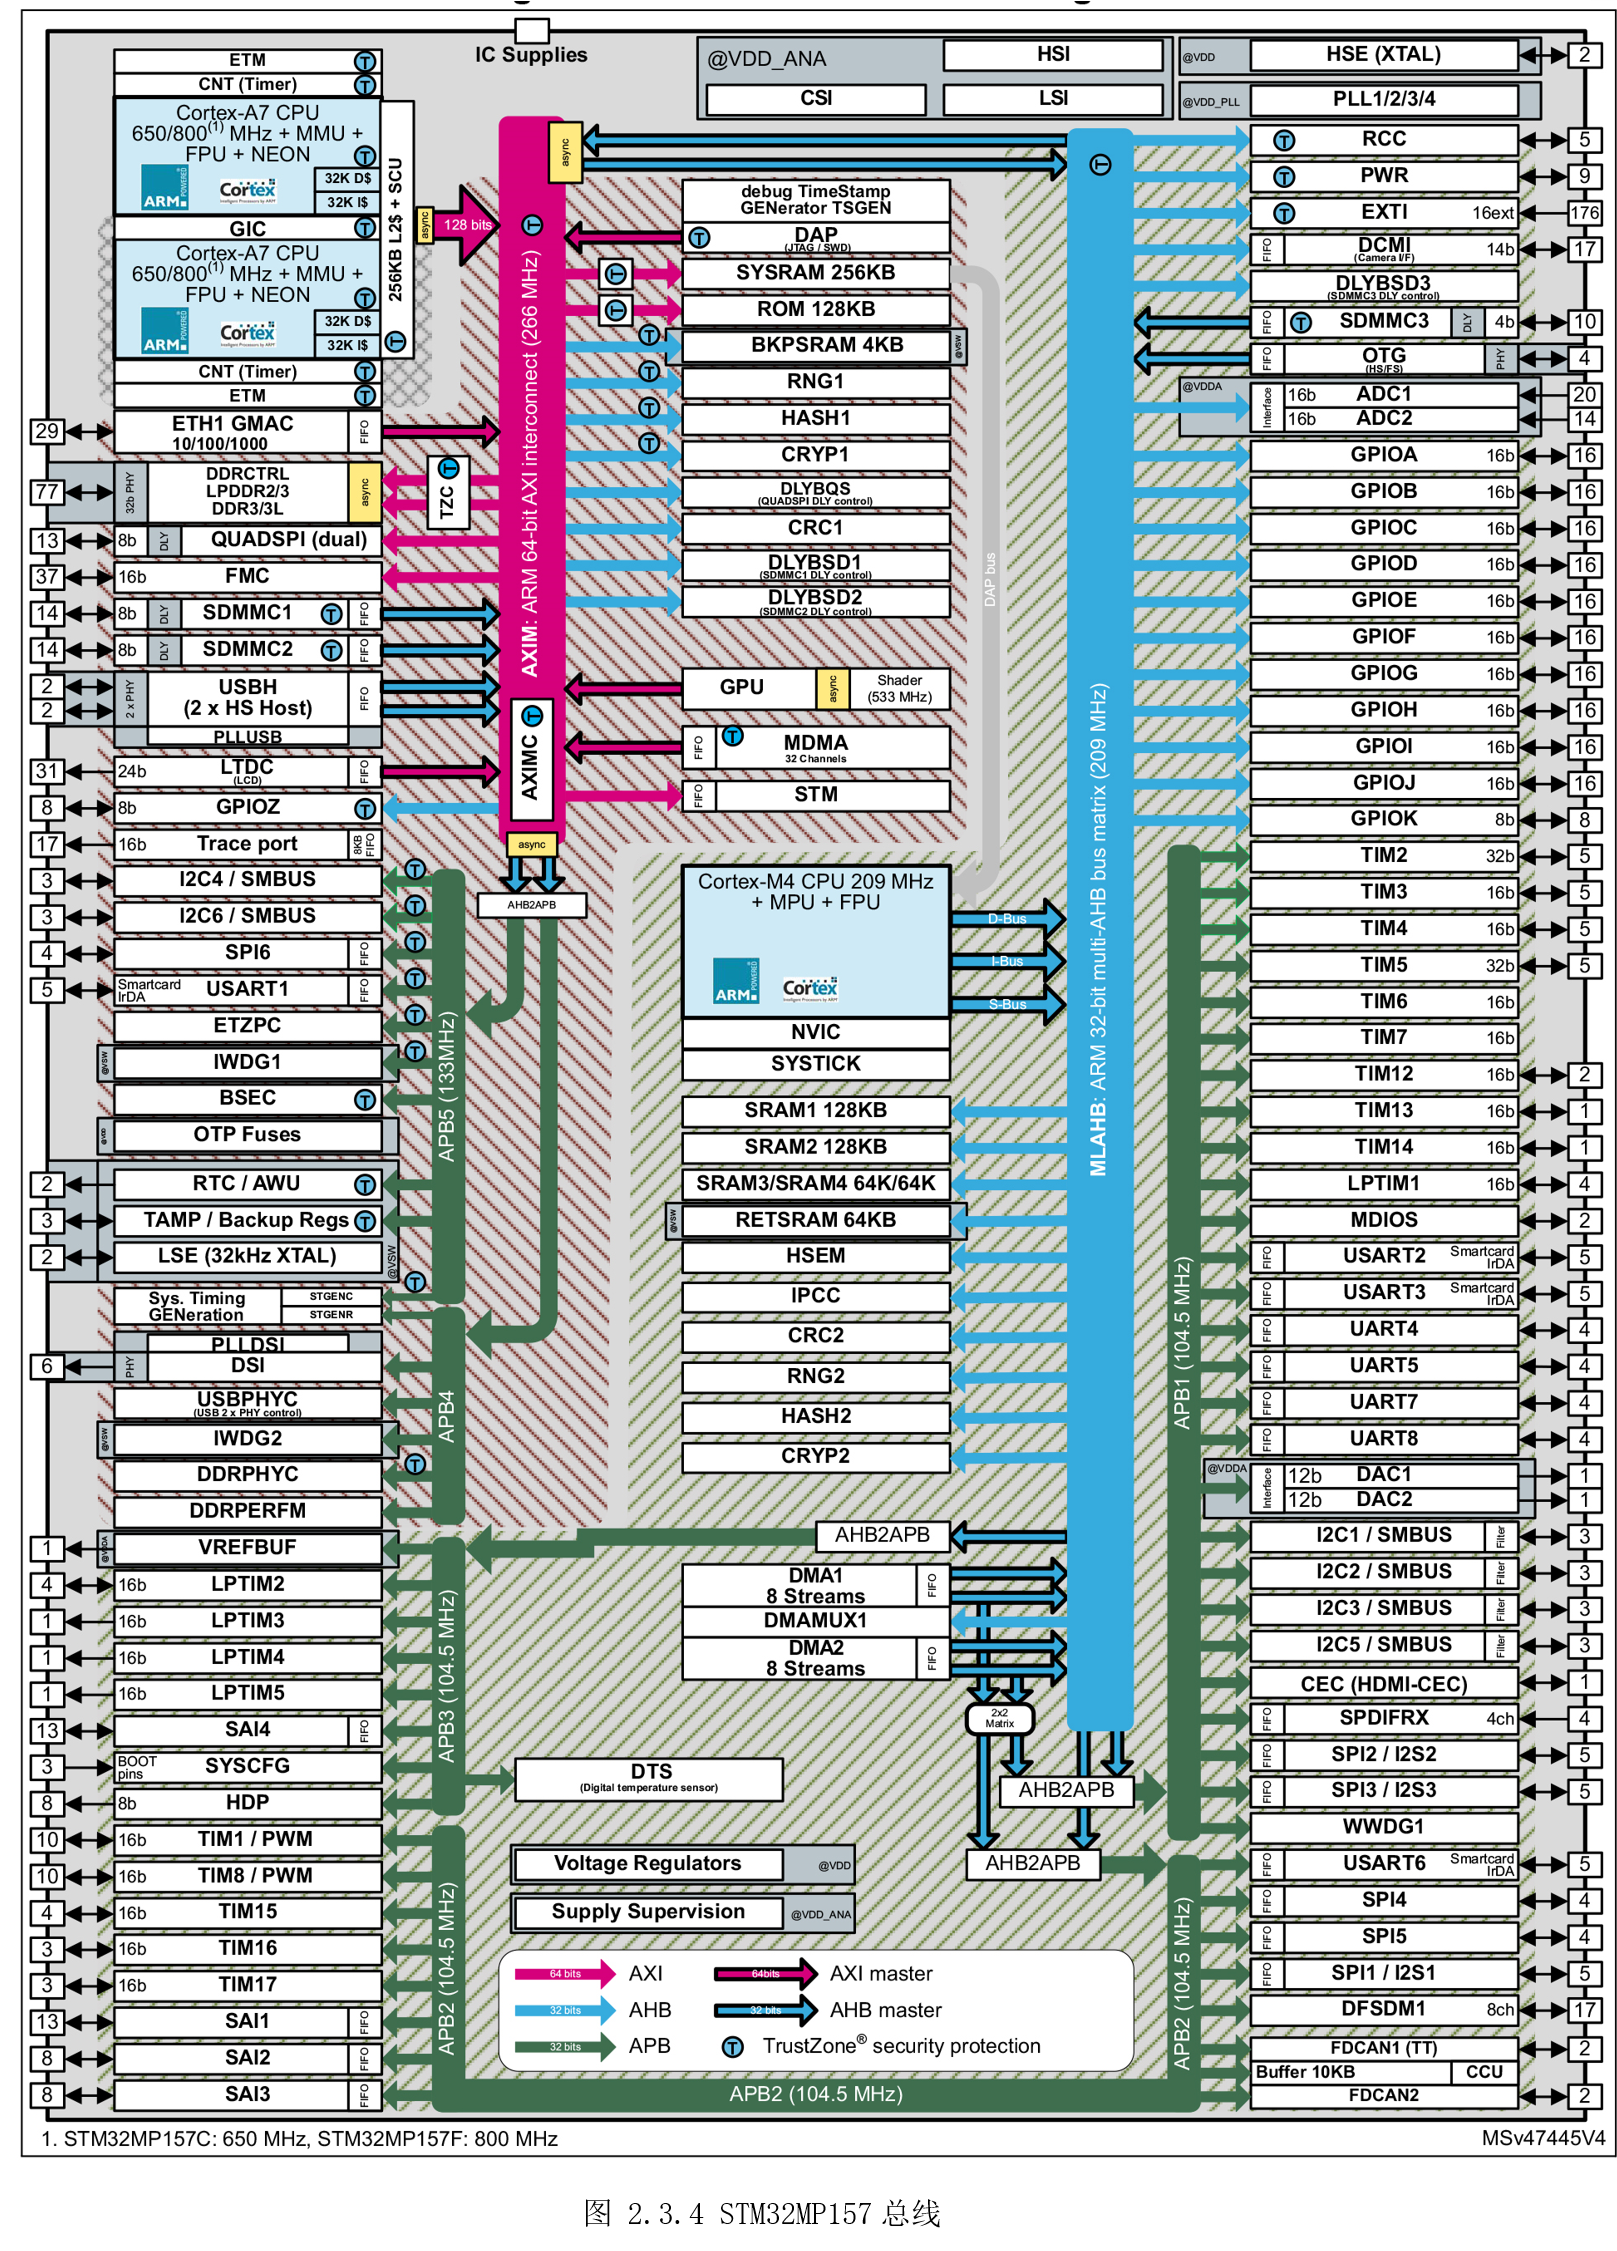 IC Supplies
ETM
CNT (Timer)
Cortex-A7 CPU
650/800(1) MHz + MMU +
FPU + NEON
ARM POWERED
Cortex
Intelligent Processors by ARM
32K D$
32K I$
GIC
Cortex-A7 CPU
650/800(1) MHz + MMU +
FPU + NEON
ARM POWERED
Cortex
Intelligent Processors by ARM
32K D$
32K I$
256KB L2$ + SCU
async
128 bits
CNT (Timer)
ETM
29
ETH1 GMAC
10/100/1000
FIFO
77
32b PHY
DDRCTRL
LPDDR2/3
DDR3/3L
async
TZC
13
8b
DLY
QUADSPI (dual)
37
16b
FMC
14
8b
DLY
SDMMC1
FIFO
14
8b
DLY
SDMMC2
FIFO
2
2
2 x PHY
USBH
(2 x HS Host)
FIFO
PLLUSB
31
24b
LTDC
(LCD)
FIFO
8
8b
GPIOZ
17
16b
Trace port
8KB
FIFO
3
I2C4 / SMBUS
3
I2C6 / SMBUS
4
SPI6
FIFO
5
Smartcard
IrDA
USART1
FIFO
ETZPC
@VSW
IWDG1
BSEC
@VDD
OTP Fuses
2
RTC / AWU
3
TAMP / Backup Regs
2
LSE (32kHz XTAL)
@VSW
Sys. Timing
GENeration
STGENC
STGENR
APB5 (133MHz)
PLLDSI
6
PHY
DSI
USBPHYC
(USB 2 x PHY control)
@VSW
IWDG2
DDRPHYC
DDRPERFM
APB4
1
@VDDA
VREFBUF
4
16b
LPTIM2
1
16b
LPTIM3
1
16b
LPTIM4
1
16b
LPTIM5
13
SAI4
FIFO
3
BOOT
pins
SYSCFG
8
8b
HDP
APB3 (104.5 MHz)
10
16b
TIM1 / PWM
10
16b
TIM8 / PWM
4
16b
TIM15
3
16b
TIM16
3
16b
TIM17
13
SAI1
FIFO
8
SAI2
FIFO
8
SAI3
FIFO
APB2 (104.5 MHz)
async
AXIM: ARM 64-bit AXI interconnect (266 MHz)
AXIMC
async
AHB2APB
@VDD_ANA
HSI
CSI
LSI
debug TimeStamp
GENerator TSGEN
DAP
(JTAG / SWD)
SYSRAM 256KB
ROM 128KB
BKPSRAM 4KB
@VSW
RNG1
HASH1
CRYP1
DLYBQS
(QUADSPI DLY control)
CRC1
DLYBSD1
(SDMMC1 DLY control)
DLYBSD2
(SDMMC2 DLY control)
DAP bus
GPU
async
Shader
(533 MHz)
FIFO
MDMA
32 Channels
FIFO
STM
Cortex-M4 CPU 209 MHz
+ MPU + FPU
ARM POWERED
Cortex
Intelligent Processors by ARM
D-Bus
I-Bus
S-Bus
NVIC
SYSTICK
SRAM1 128KB
SRAM2 128KB
SRAM3/SRAM4 64K/64K
@VSW
RETSRAM 64KB
HSEM
IPCC
CRC2
RNG2
HASH2
CRYP2
AHB2APB
DMA1
8 Streams
FIFO
DMAMUX1
DMA2
8 Streams
FIFO
2x2
Matrix
AHB2APB
AHB2APB
DTS
(Digital temperature sensor)
Voltage Regulators
@VDD
Supply Supervision
@VDD_ANA
MLAHB: ARM 32-bit multi-AHB bus matrix (209 MHz)
@VDD
HSE (XTAL)
2
@VDD_PLL
PLL1/2/3/4
RCC
5
PWR
9
EXTI
16ext
176
FIFO
DCMI
(Camera I/F)
14b
17
DLYBSD3
(SDMMC3 DLY control)
FIFO
SDMMC3
DLY
4b
10
FIFO
OTG
(HS/FS)
PHY
4
@VDDA
Interface
16b
ADC1
20
16b
ADC2
14
GPIOA
16b
16
GPIOB
16b
16
GPIOC
16b
16
GPIOD
16b
16
GPIOE
16b
16
GPIOF
16b
16
GPIOG
16b
16
GPIOH
16b
16
GPIOI
16b
16
GPIOJ
16b
16
GPIOK
8b
8
TIM2
32b
5
TIM3
16b
5
TIM4
16b
5
TIM5
32b
5
TIM6
16b
TIM7
16b
TIM12
16b
2
TIM13
16b
1
TIM14
16b
1
LPTIM1
16b
4
MDIOS
2
FIFO
USART2
Smartcard
IrDA
5
FIFO
USART3
Smartcard
IrDA
5
FIFO
UART4
4
FIFO
UART5
4
FIFO
UART7
4
FIFO
UART8
4
@VDDA
Interface
12b
DAC1
1
12b
DAC2
1
I2C1 / SMBUS
Filter
3
I2C2 / SMBUS
Filter
3
I2C3 / SMBUS
Filter
3
I2C5 / SMBUS
Filter
3
CEC (HDMI-CEC)
1
FIFO
SPDIFRX
4ch
4
FIFO
SPI2 / I2S2
5
FIFO
SPI3 / I2S3
5
WWDG1
APB1 (104.5 MHz)
FIFO
USART6
Smartcard
IrDA
5
FIFO
SPI4
4
FIFO
SPI5
4
FIFO
SPI1 / I2S1
5
DFSDM1
8ch
17
FDCAN1 (TT)
2
Buffer 10KB
CCU
FDCAN2
2
APB2 (104.5 MHz)
64 bits
AXI
64bits
AXI master
32 bits
AHB
32 bits
AHB master
32 bits
APB
T
TrustZone® security protection
APB2 (104.5 MHz)
1. STM32MP157C: 650 MHz, STM32MP157F: 800 MHz
MSv47445V4
图 2.3.4 STM32MP157 总线